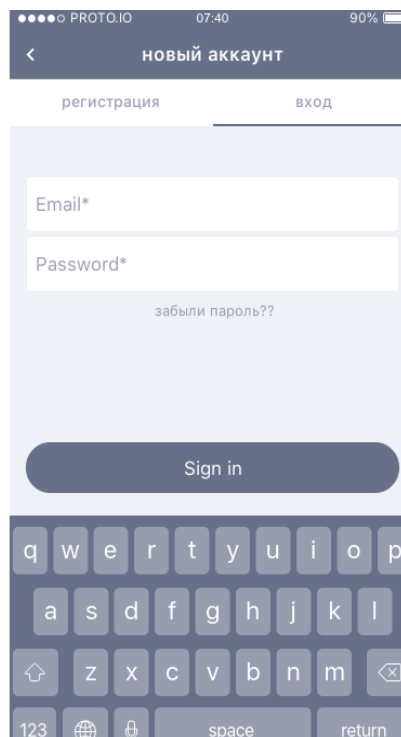 PROTO.IO 07:40 90%
новый аккаунт
регистрация вход
Email*
Password*
забыли пароль??
Sign in
q w e r t y u i o p
a s d f g h j k l
z x c v b n m
123 space return